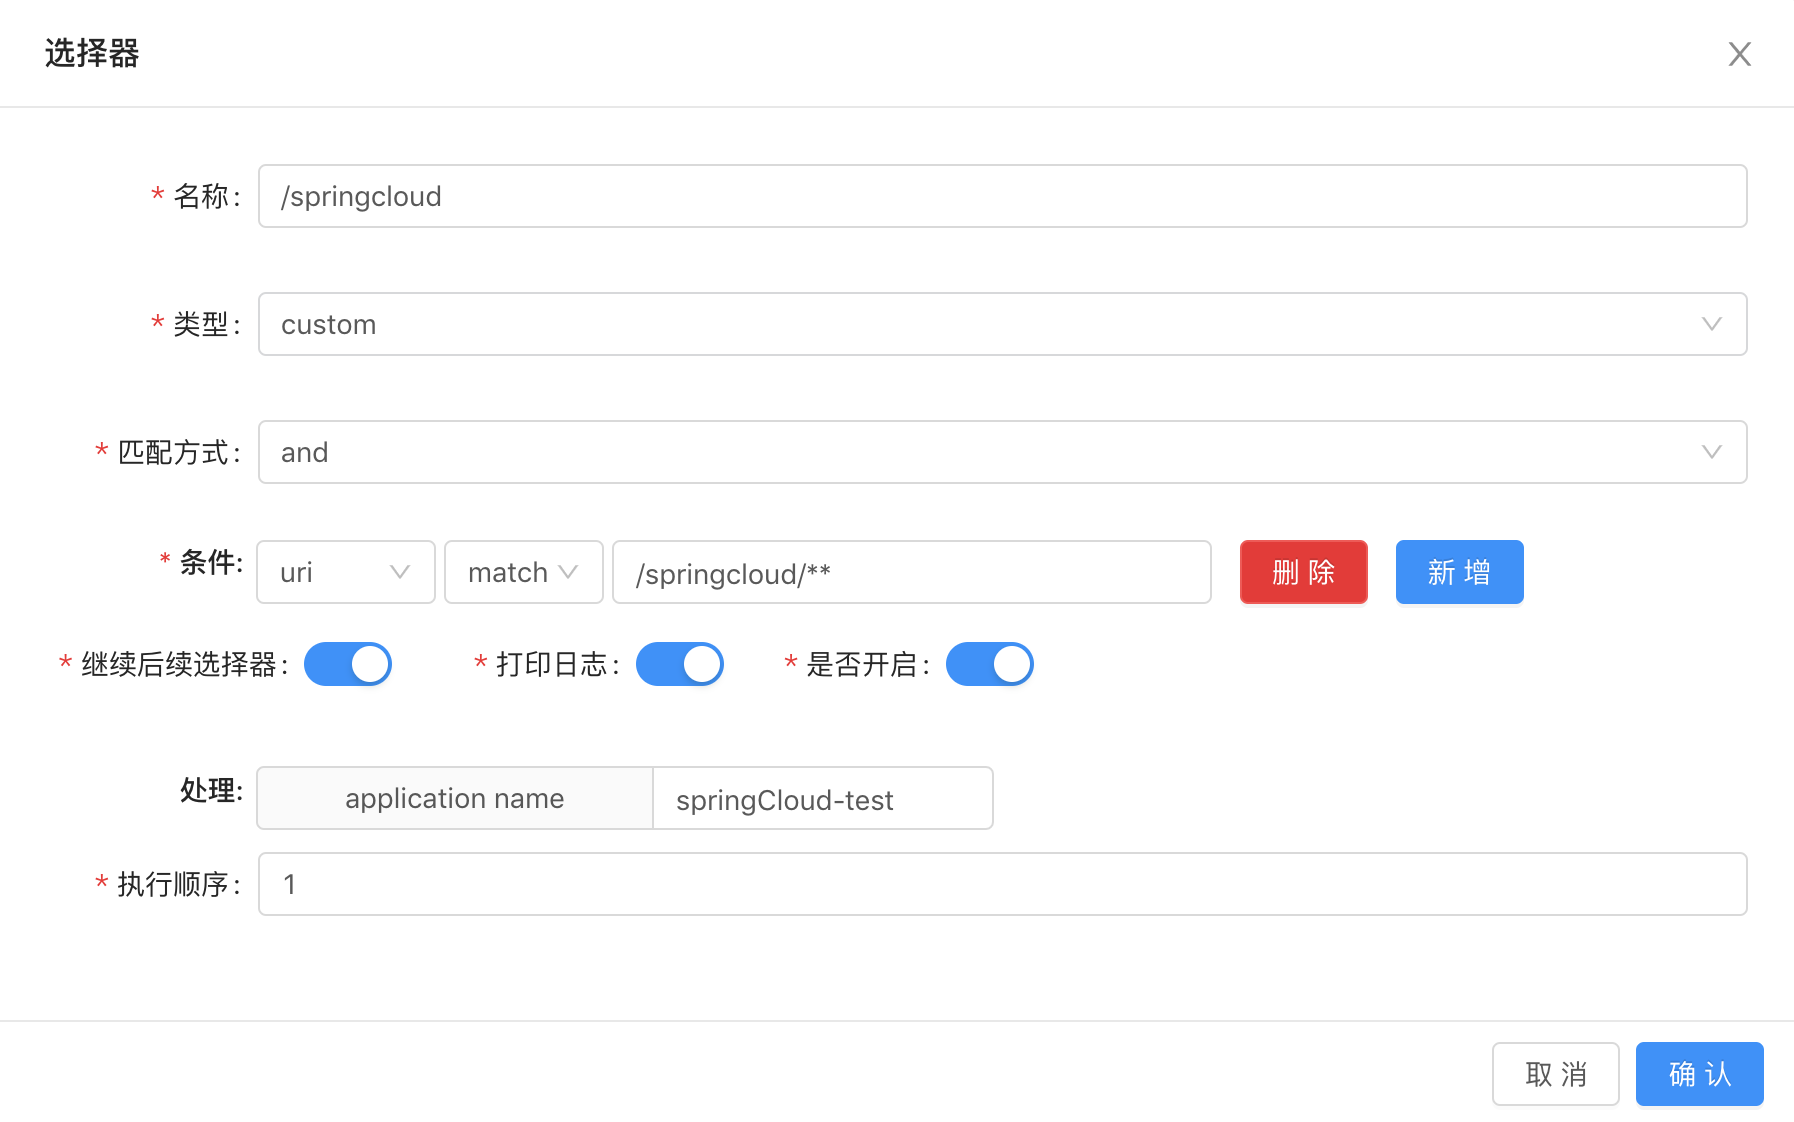 选择器
* 名称: /springcloud
* 类型: custom
* 匹配方式: and
* 条件: uri match /springcloud/** 删 除 新 增
* 继续后续选择器: * 打印日志: * 是否开启:
处理: application name springCloud-test
* 执行顺序: 1
取 消 确 认